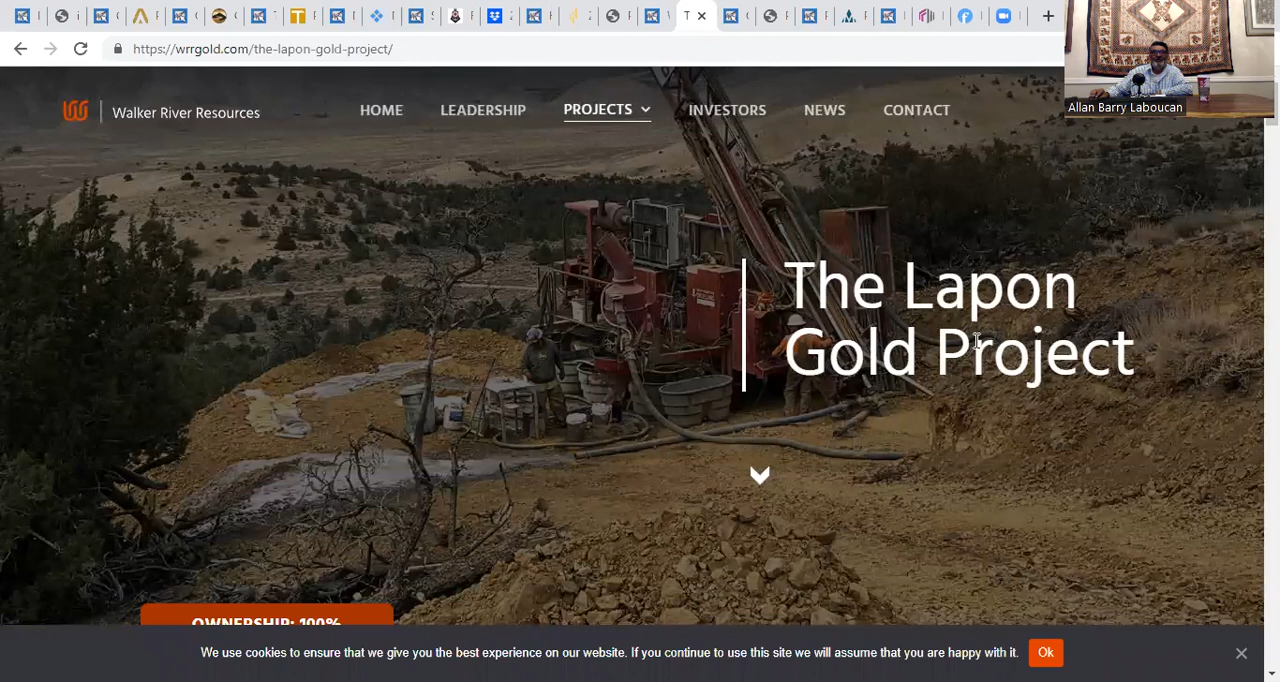 https://wrrgold.com/the-lapon-gold-project/
Allan Barry Laboucan
Walker River Resources
HOME
LEADERSHIP
PROJECTS
INVESTORS
NEWS
CONTACT
The Lapon
Gold Project
OWNERSHIP: 100%
We use cookies to ensure that we give you the best experience on our website. If you continue to use this site we will assume that you are happy with it.
Ok